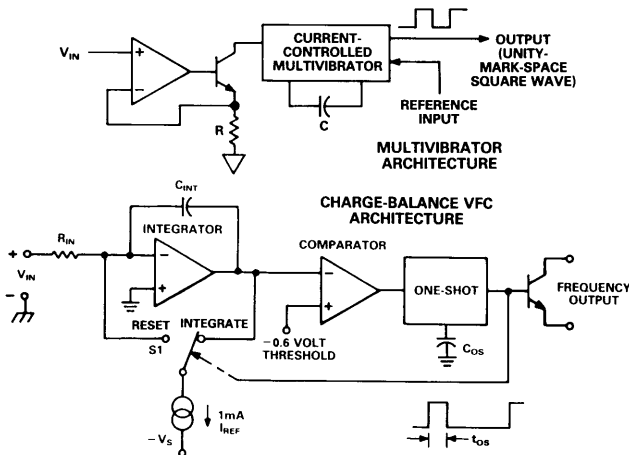 V_IN
+
−
R
CURRENT-
CONTROLLED
MULTIVIBRATOR
C
OUTPUT
(UNITY-
MARK-SPACE
SQUARE WAVE)
REFERENCE
INPUT
MULTIVIBRATOR
ARCHITECTURE
CHARGE-BALANCE VFC
ARCHITECTURE
C_INT
INTEGRATOR
R_IN
+
V_IN
−
−
+
COMPARATOR
−
+
−0.6 VOLT
THRESHOLD
ONE-SHOT
C_OS
FREQUENCY
OUTPUT
RESET
INTEGRATE
S1
1mA
I_REF
−V_S
t_OS